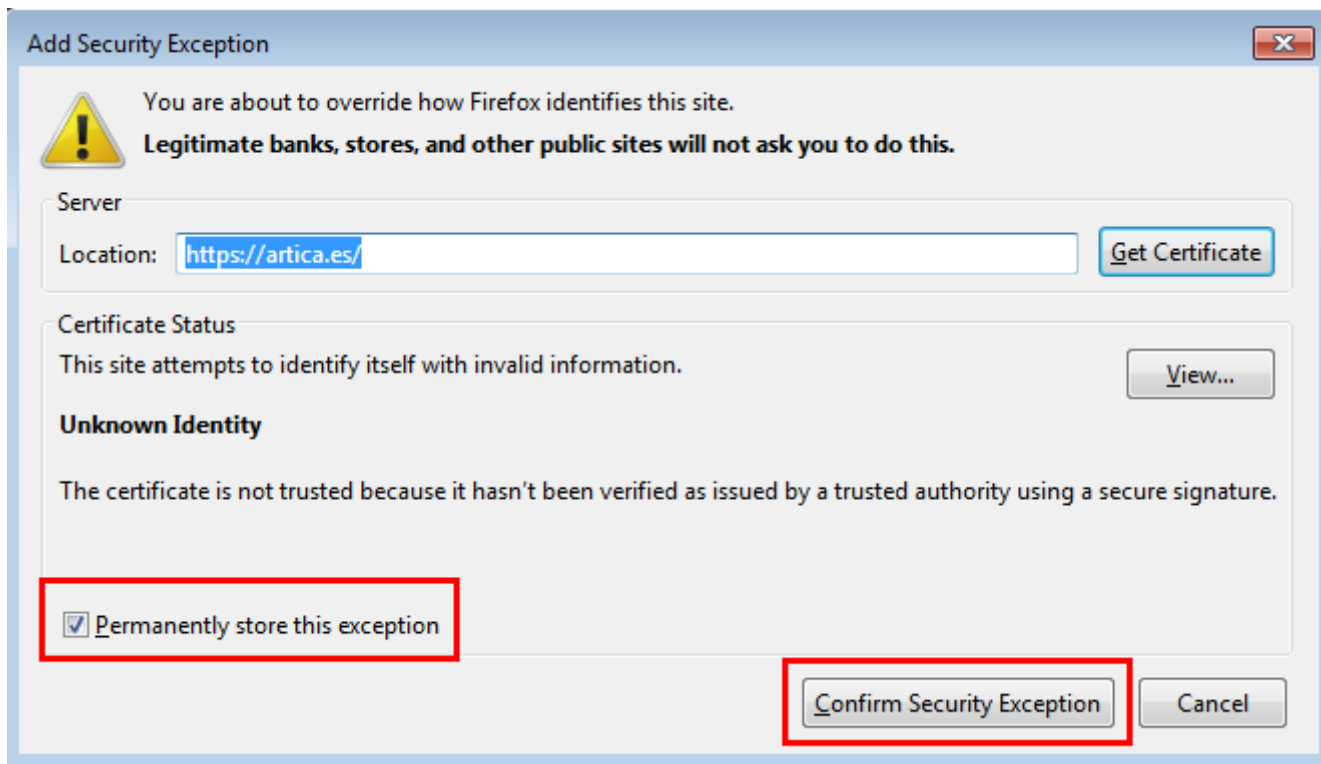 Add Security Exception
You are about to override how Firefox identifies this site.
Legitimate banks, stores, and other public sites will not ask you to do this.
Server
Location: https://artica.es/ Get Certificate
Certificate Status
This site attempts to identify itself with invalid information.
View...
Unknown Identity
The certificate is not trusted because it hasn't been verified as issued by a trusted authority using a secure signature.
Permanently store this exception
Confirm Security Exception Cancel